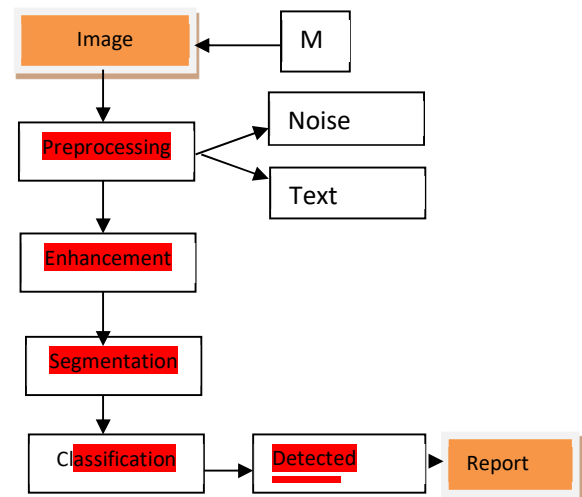 Image
M
Preprocessing
Noise
Text
Enhancement
Segmentation
Classification
Detected
Report